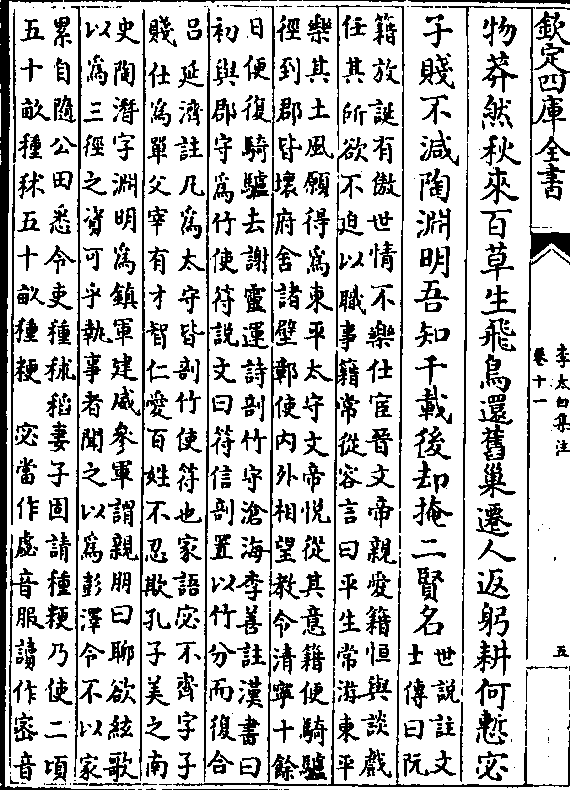 欽定四庫全書
李太白集注
卷十一
五
物莽然秋來百草生飛鳥還舊巢遷人返躬耕何慙宓
子賤不減陶淵明吾知千載後却掩二賢名
世說註文
士傳曰阮
籍放誕有傲世情不樂仕宦晉文帝親愛籍恒與談戲
任其所欲不迫以職事籍常從容言曰平生常游東平
樂其土風願得為東平太守文帝悅從其意籍便騎驢
徑到郡皆壞府舍諸壁鄣使内外相望教令清寧十餘
日便復騎驢去謝靈運詩剖竹守滄海李善註漢書曰
初與郡守為竹使符説文曰符信剖置以竹分而復合
吕延濟註凡為太守皆剖竹使符也家語宓不齊字子
賤仕為單父宰有才智仁愛百姓不忍欺孔子美之南
史陶潛字淵明為鎮軍建威參軍謂親朋曰聊欲絃歌
以為三徑之資可乎執事者聞之以為彭澤令不以家
累自隨公田悉令吏種秫稻妻子固請種粳乃使二頃
五十畝種秫五十畝種粳　宓當作虙音服讀作密音